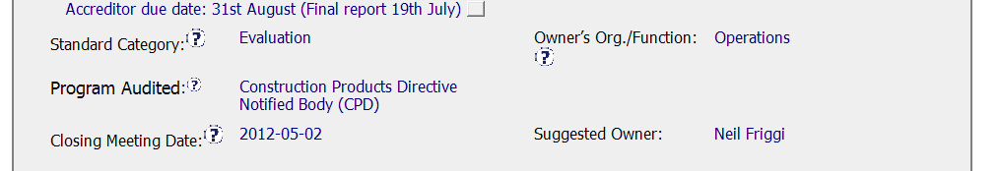 Accreditor due date: 31st August (Final report 19th July)
Standard Category: ? Evaluation Owner's Org./Function: Operations
?
Program Audited: ? Construction Products Directive
Notified Body (CPD)
Closing Meeting Date: ? 2012-05-02 Suggested Owner: Neil Friggi